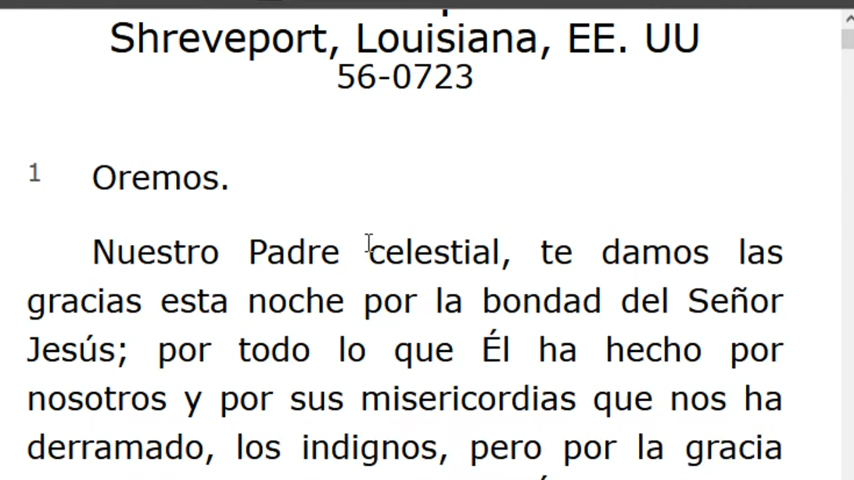 Shreveport, Louisiana, EE. UU
56-0723
1 Oremos.
Nuestro Padre celestial, te damos las
gracias esta noche por la bondad del Señor
Jesús; por todo lo que Él ha hecho por
nosotros y por sus misericordias que nos ha
derramado, los indignos, pero por la gracia